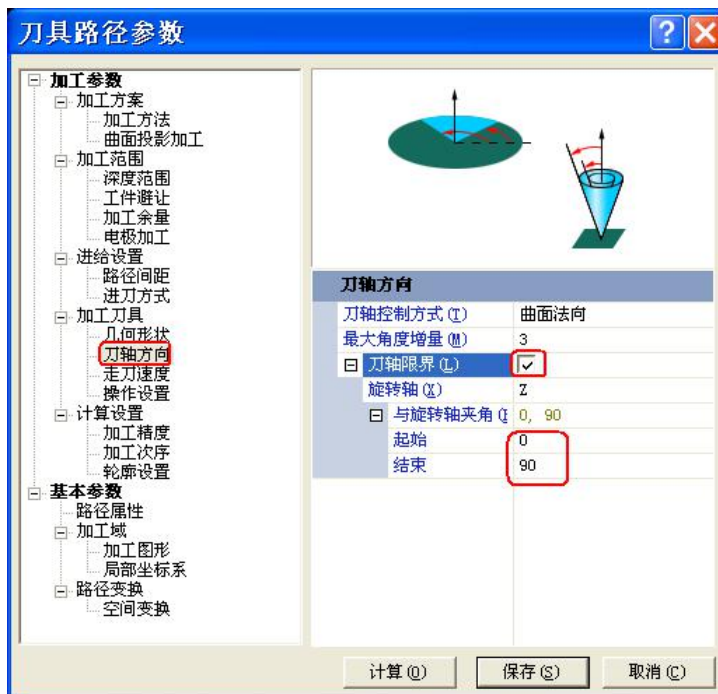 刀具路径参数
加工参数
加工方案
加工方法
曲面投影加工
加工范围
深度范围
工件避让
加工余量
电极加工
进给设置
路径间距
进刀方式
加工刀具
几何形状
刀轴方向
走刀速度
操作设置
计算设置
加工精度
加工次序
轮廓设置
基本参数
路径属性
加工域
加工图形
局部坐标系
路径变换
空间变换
刀轴方向
刀轴控制方式(T) 曲面法向
最大角度增量(M) 3
刀轴限界(L)
旋转轴(X) Z
与旋转轴夹角 0, 90
起始 0
结束 90
计算(O) 保存(S) 取消(C)